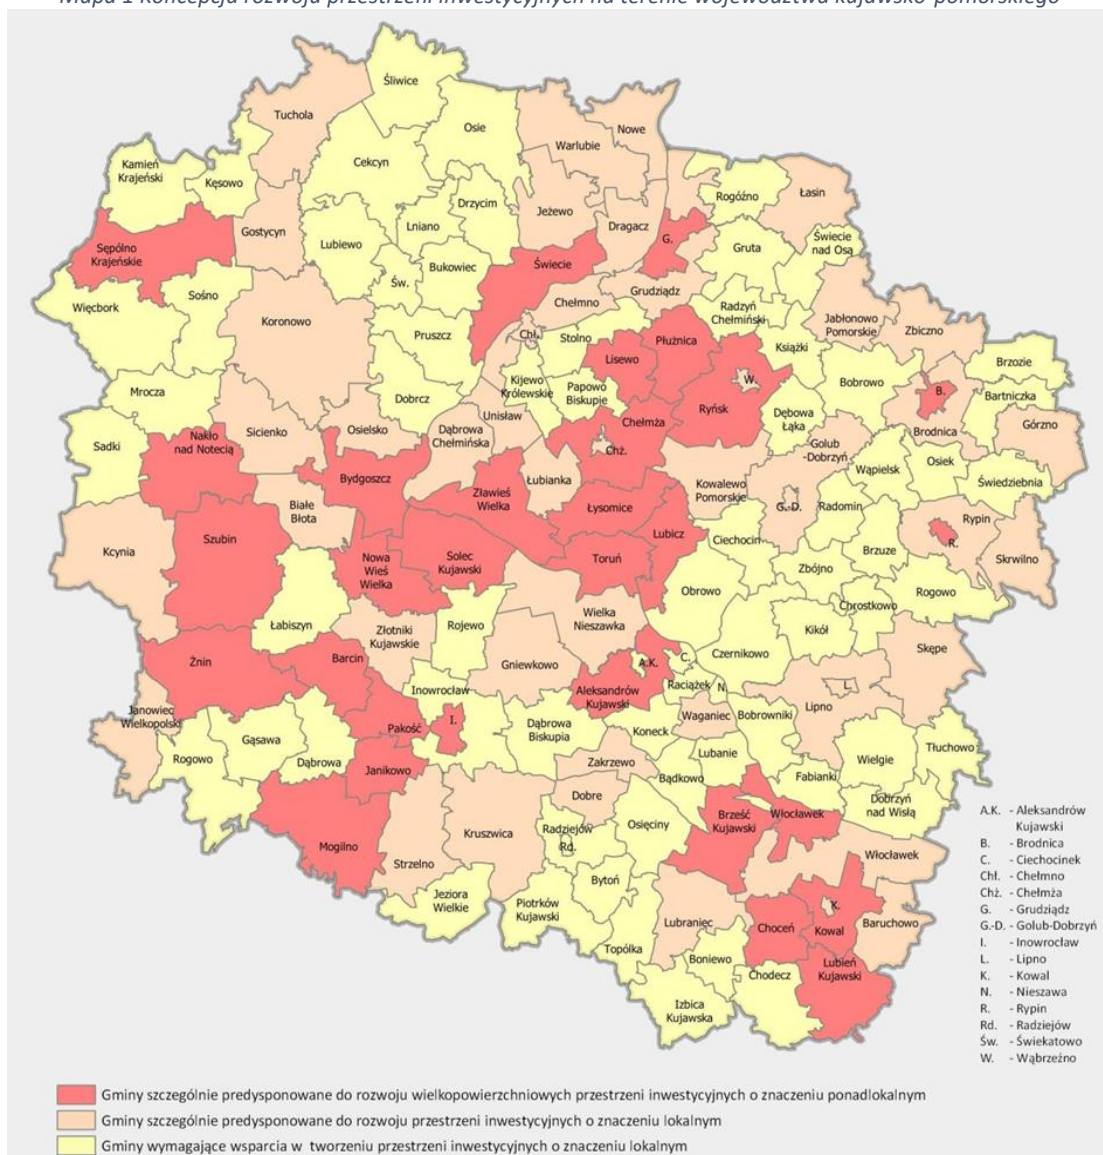 Mapa 1 Koncepcja rozwoju przestrzeni inwestycyjnych na terenie województwa kujawsko-pomorskiego
Śliwice
Tuchola
Osie
Nowe
Warlubie
Cekcyn
Kamień
Krajeński
Kęsowo
Rogóźno
Łasin
Drzycim
Jeżewo
Lniano
Dragacz
Gostycyn
Lubiewo
G.
Gruta
Świecie
nad Osą
Sępólno
Krajeńskie
Bukowiec
Świecie
Św.
Grudziądz
Sośno
Więcbork
Chełmno
Radzyń
Chełmiński
Jabłonowo
Pomorskie
Zbiczno
Koronowo
Pruszcz
Chł.
Stolno
Płużnica
Książki
Lisewo
Brzozie
Bobrowo
Mrocza
Kijewo
Królewskie
Papowo
Biskupie
W.
B.
Bartniczka
Dobrcz
Unisław
Ryńsk
Dębowa
Łąka
Chełmża
Górzno
Sadki
Nakło
nad Notecią
Sicienko
Osielsko
Dąbrowa
Chełmińska
Chż.
Golub
-Dobrzyń
Brodnica
Wąpielsk
Osiek
Bydgoszcz
Łubianka
Kowalewo
Pomorskie
Świedziebnia
Zławieś
Wielka
Białe
Błota
Łysomice
G.-D.
Radomin
Rypin
Kcynia
Szubin
Lubicz
Ciechocin
R.
Nowa
Wieś
Wielka
Solec
Kujawski
Toruń
Brzuze
Skrwilno
Zbójno
Obrowo
Rogowo
Chrostkowo
Łabiszyn
Złotniki
Kujawskie
Rojewo
Wielka
Nieszawka
Kikół
Skępe
Czernikowo
Żnin
Barcin
Gniewkowo
A.K.
C.
Inowrocław
Aleksandrów
Kujawski
Raciążek
N.
L.
Janowiec
Wielkopolski
Pakość
I.
Waganiec
Bobrowniki
Lipno
Rogowo
Gąsawa
Dąbrowa
Dąbrowa
Biskupia
Koneck
Tłuchowo
Janikowo
Zakrzewo
Lubanie
Wielgie
Bądkowo
Fabianki
Dobre
Dobrzyń
nad Wisłą
Mogilno
Kruszwica
Radziejów
Rd.
Osięciny
Brześć
Kujawski
Włocławek
Strzelno
Włocławek
Bytoń
Jeziora
Wielkie
Piotrków
Kujawski
K.
Lubraniec
Choceń
Kowal
Baruchowo
Topólka
Boniewo
Lubień
Kujawski
Chodecz
Izbica
Kujawska
A.K. - Aleksandrów
Kujawski
B. - Brodnica
C. - Ciechocinek
Chł. - Chełmno
Chż. - Chełmża
G. - Grudziądz
G.-D. - Golub-Dobrzyń
I. - Inowrocław
L. - Lipno
K. - Kowal
N. - Nieszawa
R. - Rypin
Rd. - Radziejów
Św. - Świekatowo
W. - Wąbrzeźno
Gminy szczególnie predysponowane do rozwoju wielkopowierzchniowych przestrzeni inwestycyjnych o znaczeniu ponadlokalnym
Gminy szczególnie predysponowane do rozwoju przestrzeni inwestycyjnych o znaczeniu lokalnym
Gminy wymagające wsparcia w tworzeniu przestrzeni inwestycyjnych o znaczeniu lokalnym